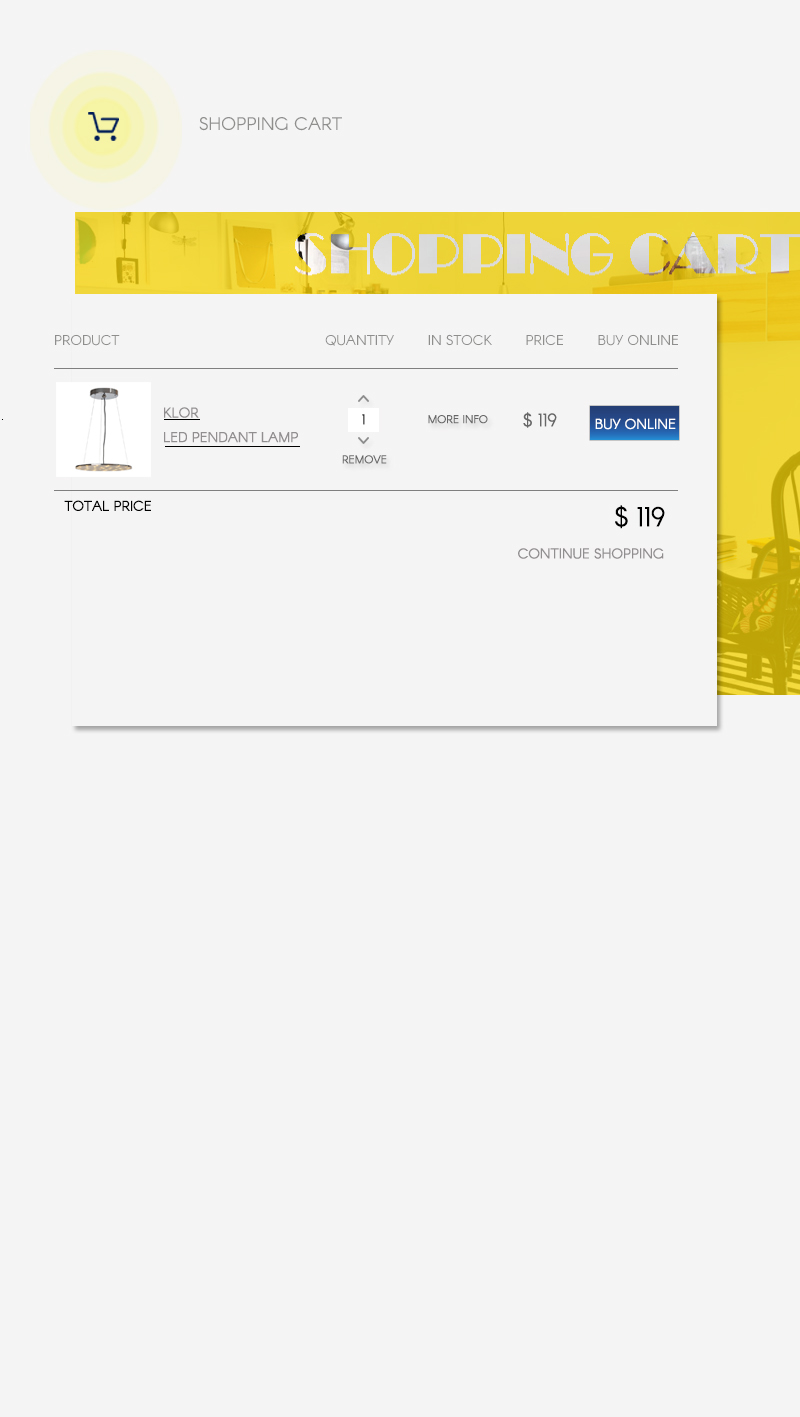 SHOPPING CART
SHOPPING CART
PRODUCT QUANTITY IN STOCK PRICE BUY ONLINE
KLOR
LED PENDANT LAMP
1
REMOVE
MORE INFO
$ 119
BUY ONLINE
TOTAL PRICE
$ 119
CONTINUE SHOPPING